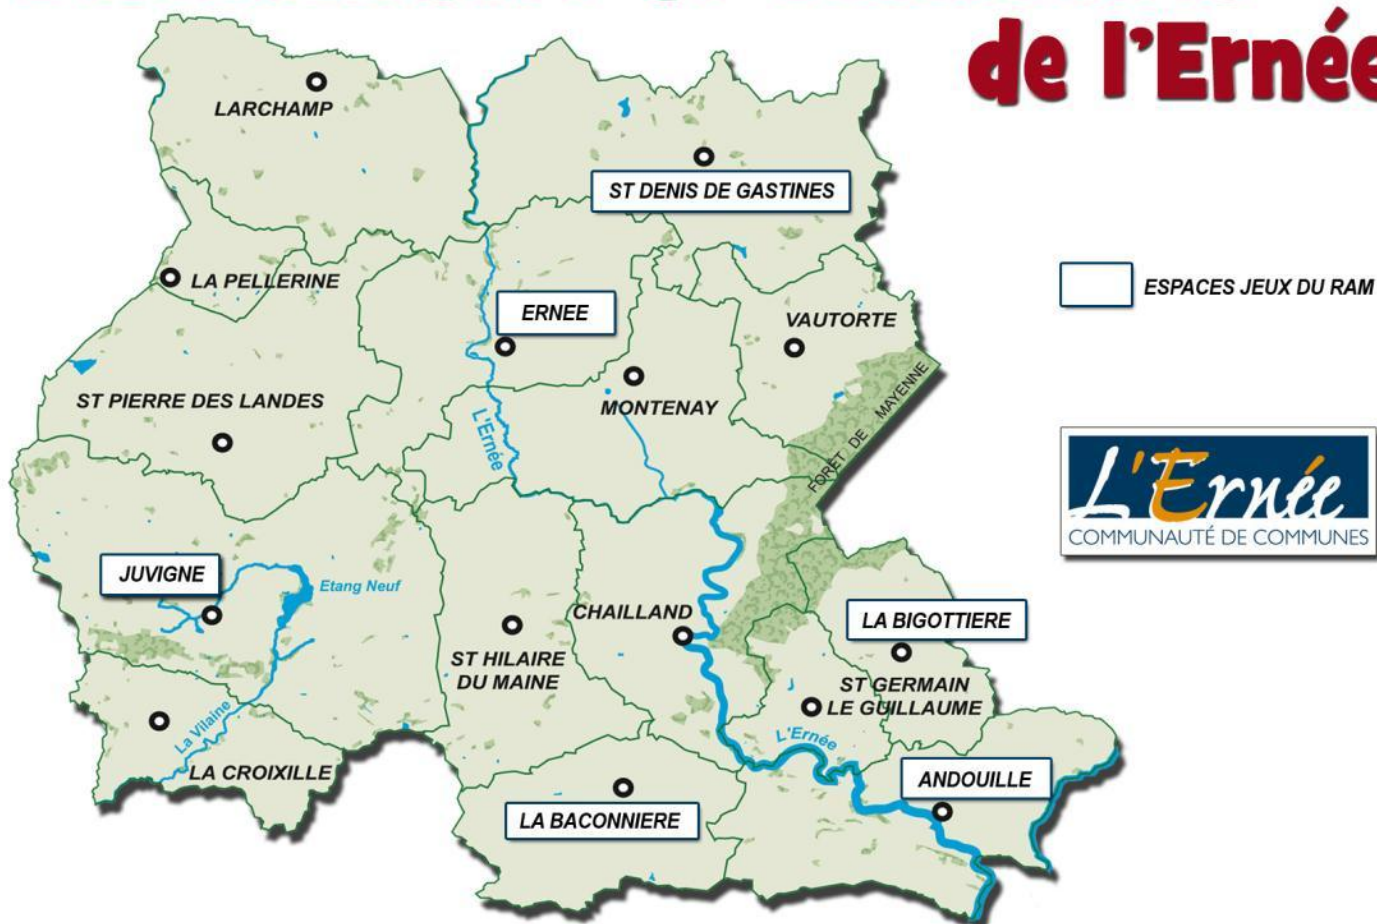 de l'Ernée
LARCHAMP
ST DENIS DE GASTINES
LA PELLERINE
ESPACES JEUX DU RAM
ERNEE
VAUTORTE
ST PIERRE DES LANDES
MONTENAY
FORÊT DE MAYENNE
L'Ernée
L'Ernée
COMMUNAUTÉ DE COMMUNES
JUVIGNE
Etang Neuf
CHAILLAND
LA BIGOTTIERE
ST HILAIRE
DU MAINE
ST GERMAIN
LE GUILLAUME
La Vilaine
L'Ernée
LA CROIXILLE
ANDOUILLE
LA BACONNIERE